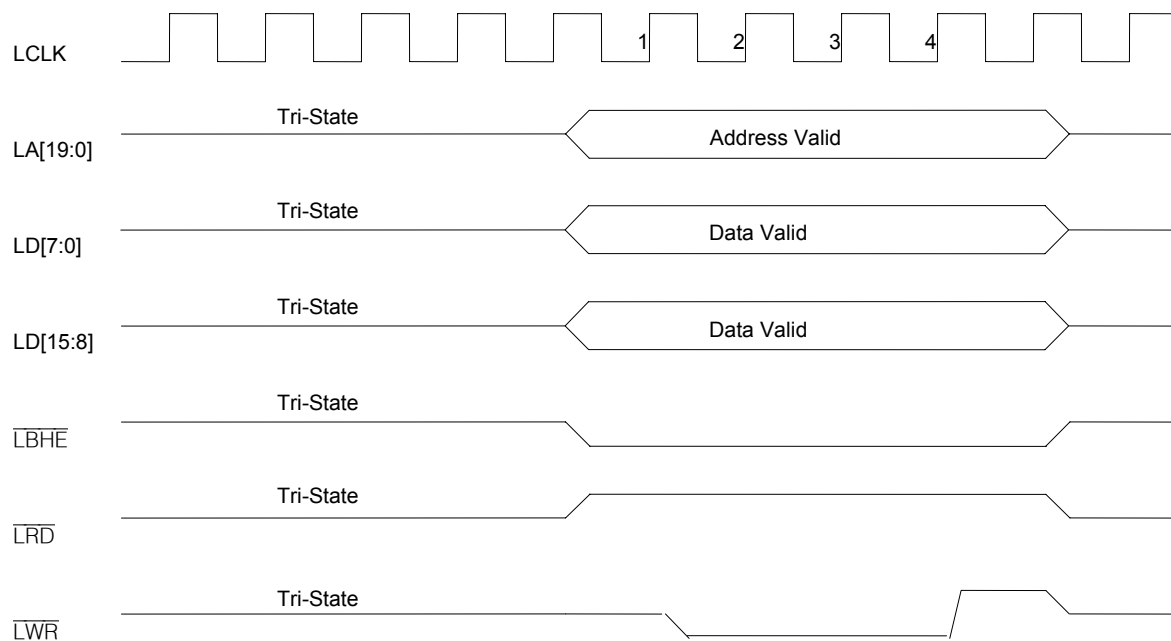 LCLK
1 2 3 4
Tri-State
LA[19:0]
Address Valid
Tri-State
LD[7:0]
Data Valid
Tri-State
LD[15:8]
Data Valid
Tri-State
LBHE
Tri-State
LRD
Tri-State
LWR